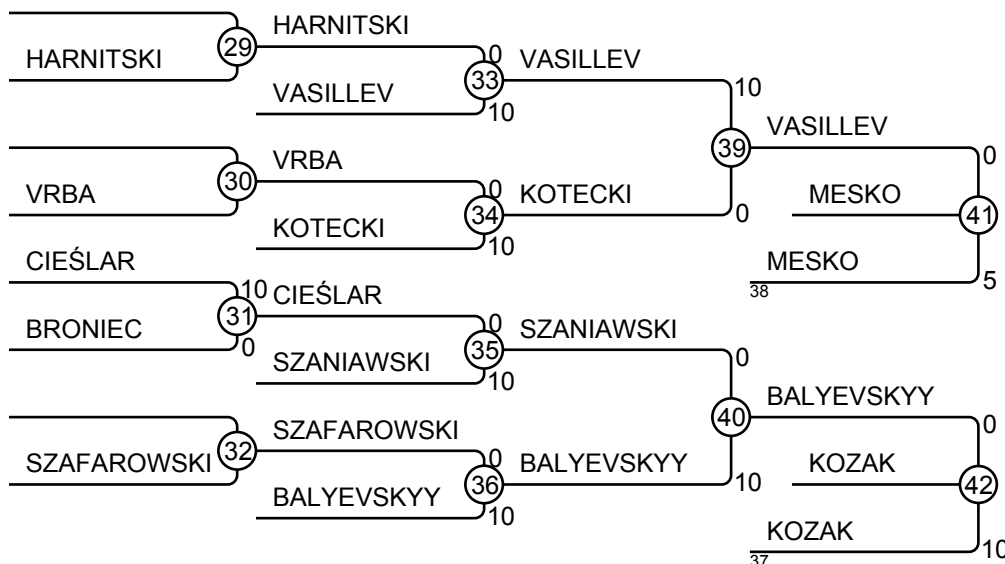 HARNITSKI
29
HARNITSKI
0
VASILLEV
33
10
VASILLEV
10
39
0
VASILLEV
0
VRBA
30
VRBA
0
KOTECKI
34
10
KOTECKI
MESKO
41
MESKO
38
5
CIEŚLAR
10
BRONIEC
31
0
CIEŚLAR
0
SZANIAWSKI
35
10
SZANIAWSKI
0
40
10
BALYEVSKYY
0
SZAFAROWSKI
32
SZAFAROWSKI
0
BALYEVSKYY
36
10
BALYEVSKYY
KOZAK
42
KOZAK
37
10